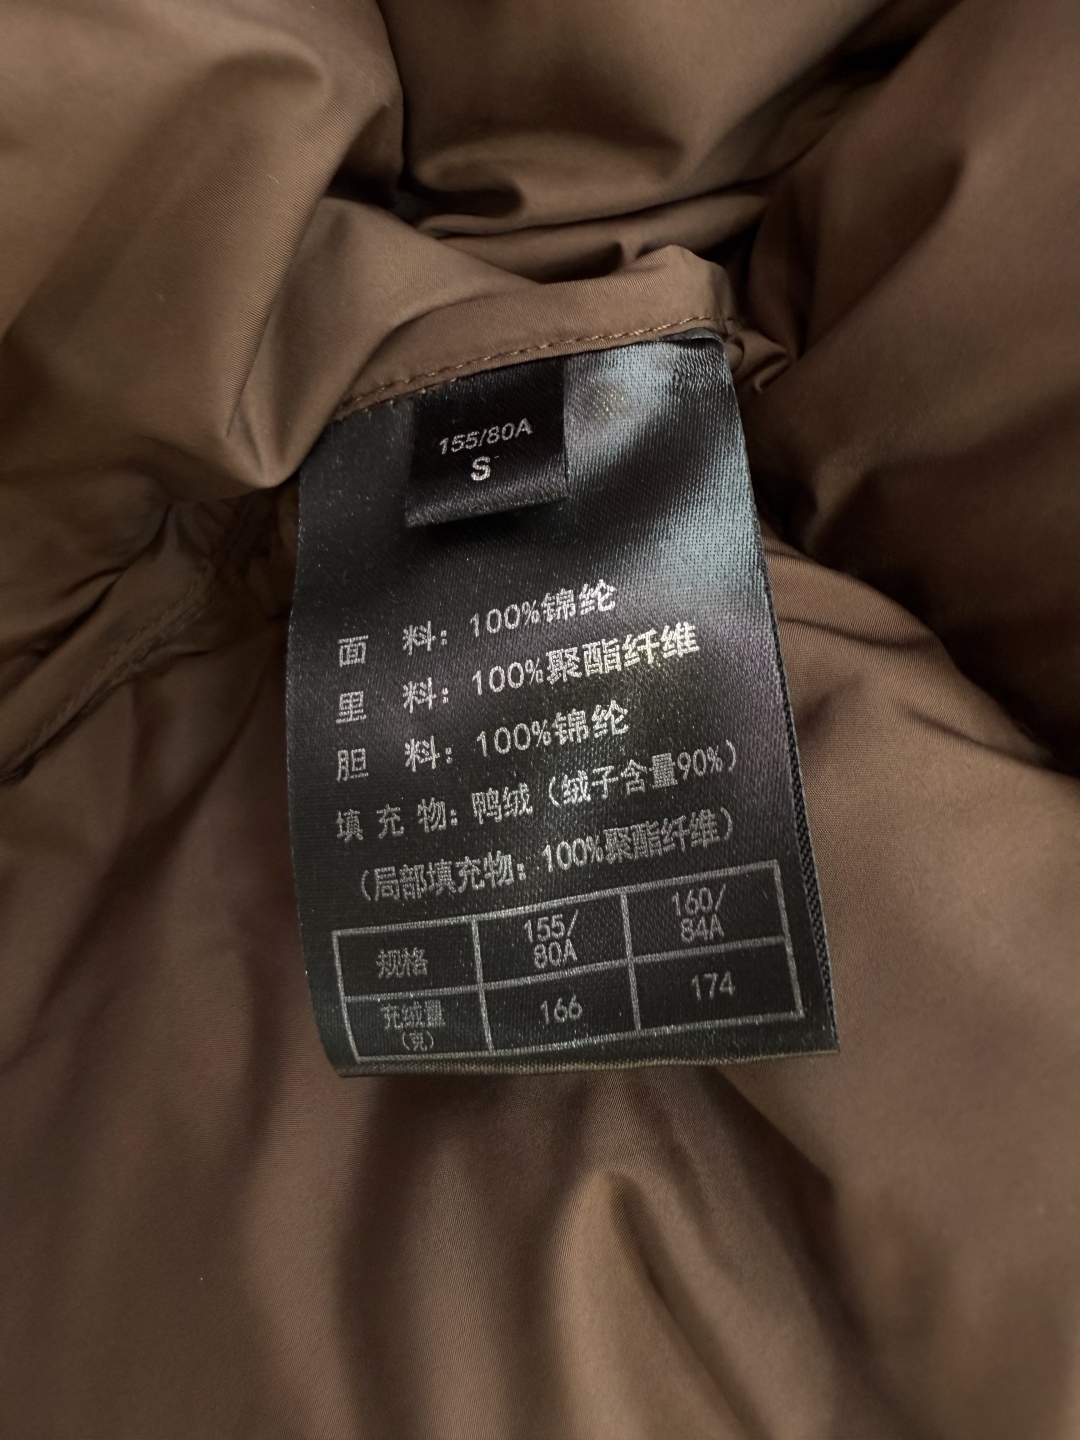 155/80A
S
面 料：100%锦纶
里 料：100%聚酯纤维
胆 料：100%锦纶
填 充 物：鸭绒（绒子含量90%）
（局部填充物：100%聚酯纤维）
规格 155/80A 160/84A
充绒量（克） 166 174